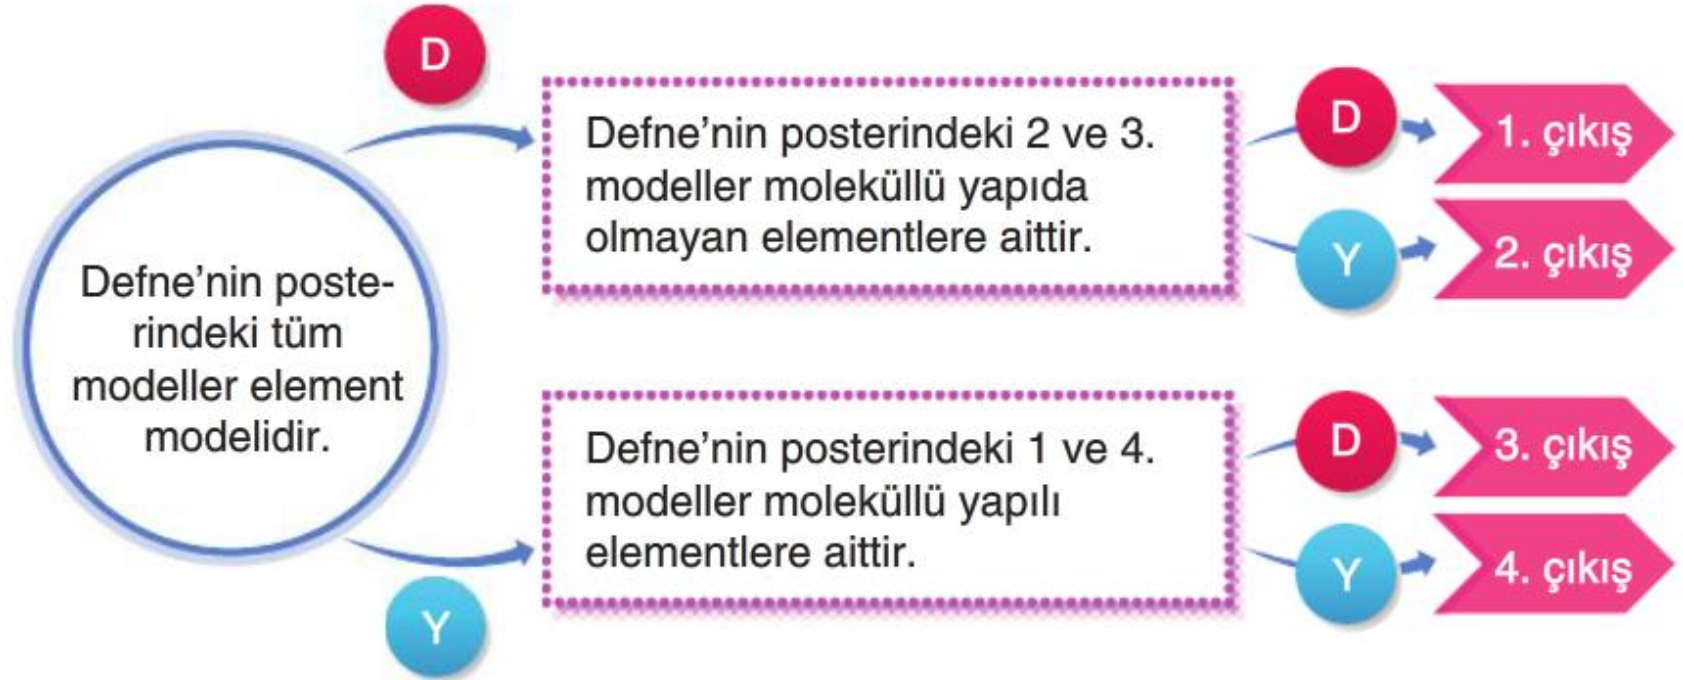 D
Defne'nin poste-
rindeki tüm
modeller element
modelidir.
Y
Defne'nin posterindeki 2 ve 3.
modeller moleküllü yapıda
olmayan elementlere aittir.
D
1. çıkış
Y
2. çıkış
Defne'nin posterindeki 1 ve 4.
modeller moleküllü yapılı
elementlere aittir.
D
3. çıkış
Y
4. çıkış